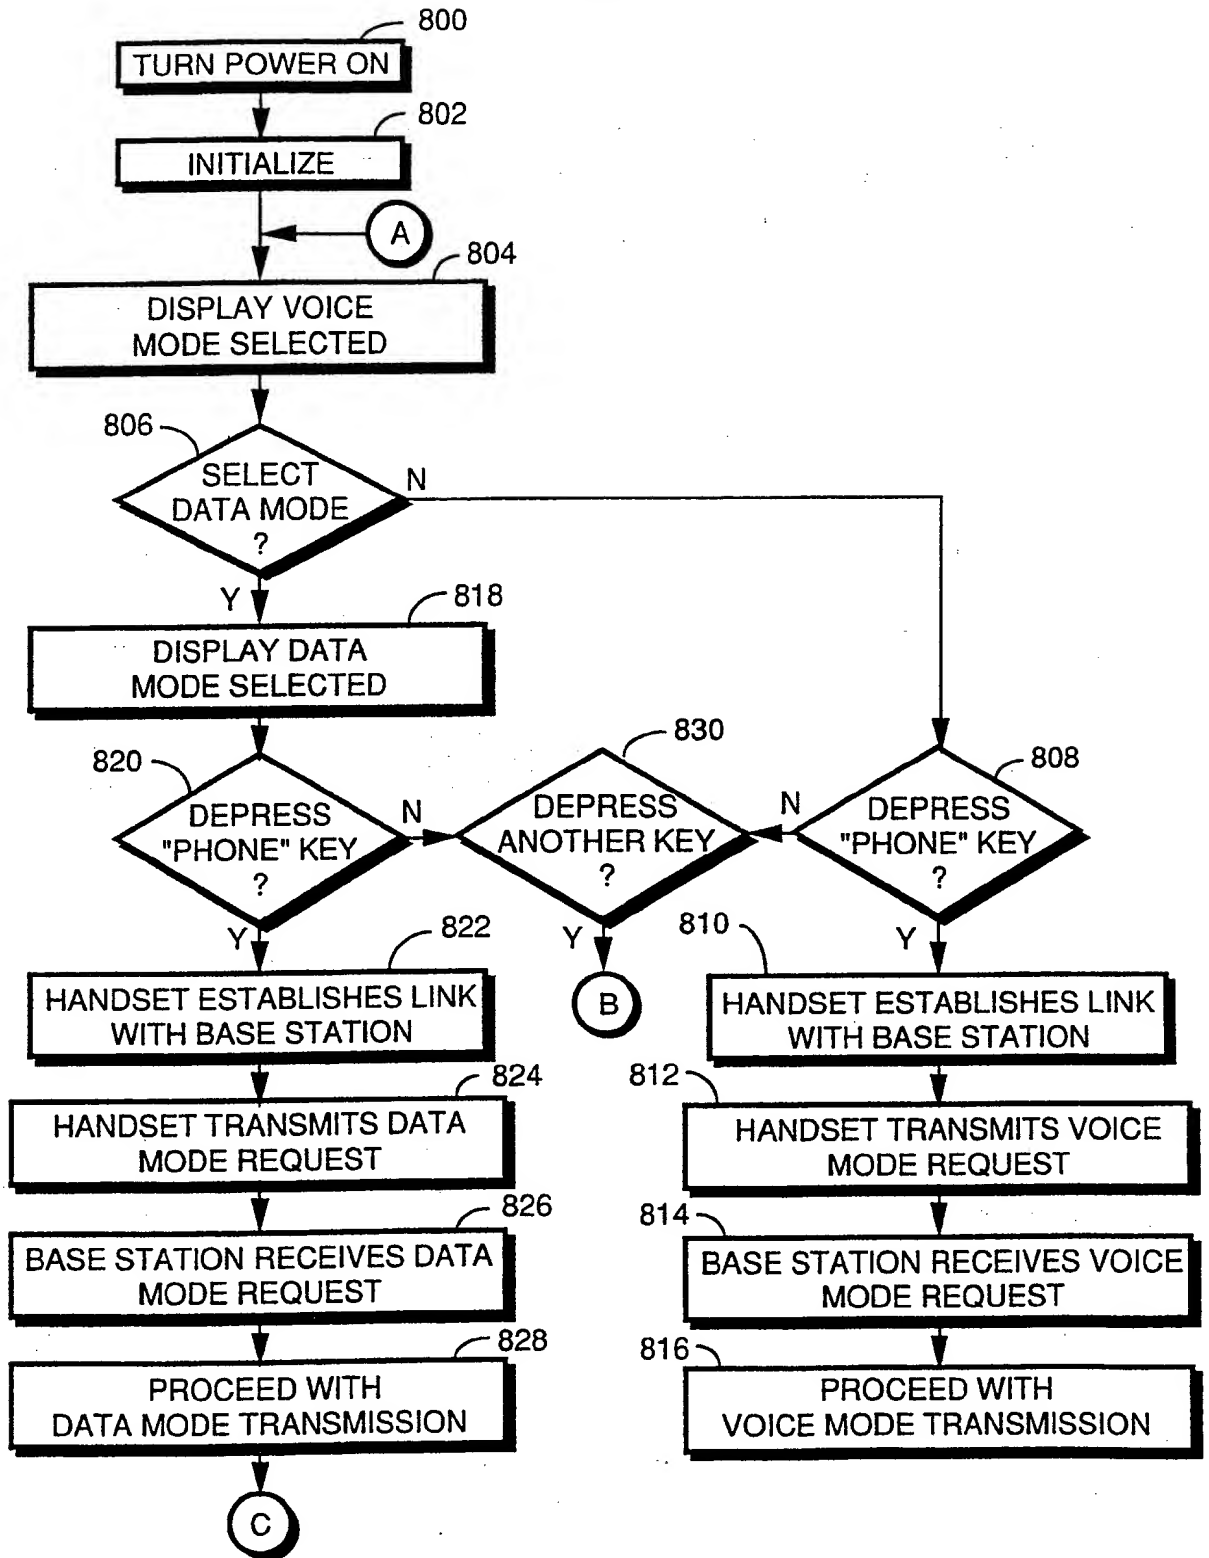 800
TURN POWER ON
802
INITIALIZE
A
804
DISPLAY VOICE
MODE SELECTED
806
SELECT
DATA MODE
?
N
Y
818
DISPLAY DATA
MODE SELECTED
820
DEPRESS
"PHONE" KEY
?
N
830
DEPRESS
ANOTHER KEY
?
N
808
DEPRESS
"PHONE" KEY
?
Y
822
HANDSET ESTABLISHES LINK
WITH BASE STATION
Y
B
810
Y
HANDSET ESTABLISHES LINK
WITH BASE STATION
824
HANDSET TRANSMITS DATA
MODE REQUEST
812
HANDSET TRANSMITS VOICE
MODE REQUEST
826
BASE STATION RECEIVES DATA
MODE REQUEST
814
BASE STATION RECEIVES VOICE
MODE REQUEST
828
PROCEED WITH
DATA MODE TRANSMISSION
816
PROCEED WITH
VOICE MODE TRANSMISSION
C